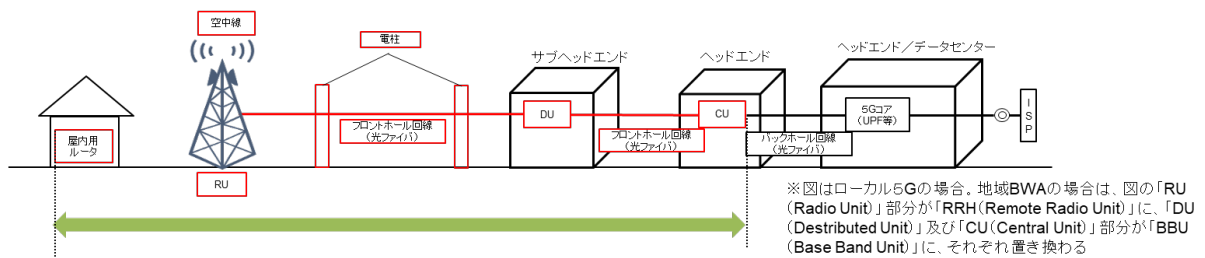 空中線
電柱
サブヘッドエンド
ヘッドエンド
ヘッドエンド／データセンター
屋内用
ルータ
RU
フロントホール回線
（光ファイバ）
DU
フロントホール回線
（光ファイバ）
CU
バックホール回線
（光ファイバ）
5Gコア
（UPF等）
ISP
※図はローカル5Gの場合。地域BWAの場合は、図の「RU
（Radio Unit）」部分が「RRH（Remote Radio Unit）」に、「DU
（Destributed Unit）」及び「CU（Central Unit）」部分が「BBU
（Base Band Unit）」に、それぞれ置き換わる